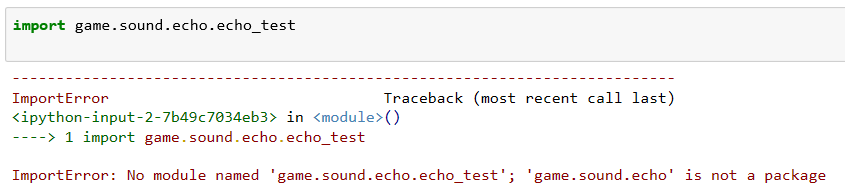 import game.sound.echo.echo_test
---------------------------------------------------------------------------
ImportError                               Traceback (most recent call last)
<ipython-input-2-7b49c7034eb3> in <module>()
----> 1 import game.sound.echo.echo_test
ImportError: No module named 'game.sound.echo.echo_test'; 'game.sound.echo' is not a package